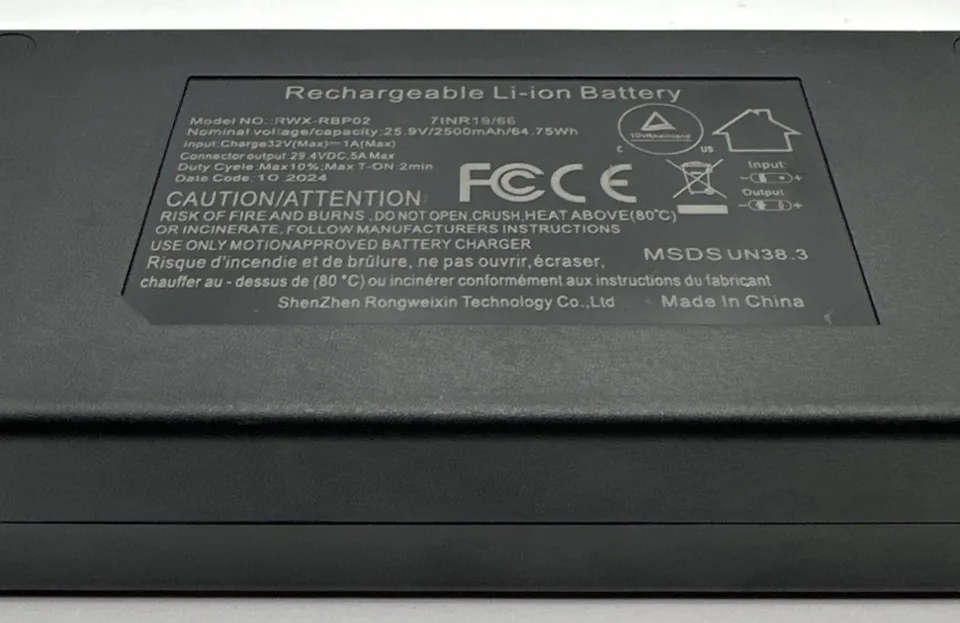 Rechargeable Li-ion Battery
Model NO.:RWX-RBP02 7INR19/66
Nominal voltage/capacity:25.9V/2500mAh/64.75Wh
Input:Charge32V(Max)⎓1A(Max)
Connector output:29.4VDC,5A Max
Duty Cycle:Max10%;Max T-ON:2min
Date Code:10 2024
TÜVRheinland
C US
FCC CE
Input:
- +
Output
- +
CAUTION/ATTENTION
RISK OF FIRE AND BURNS , DO NOT OPEN,CRUSH,HEAT ABOVE(80°C)
OR INCINERATE, FOLLOW MANUFACTURERS INSTRUCTIONS
USE ONLY MOTIONAPPROVED BATTERY CHARGER
MSDS UN38.3
Risque d'incendie et de brûlure, ne pas ouvrir,écraser,
chauffer au - dessus de (80 °C) ou incinérer conformément aux instructions du fabricant
ShenZhen Rongweixin Technology Co.,Ltd Made In China